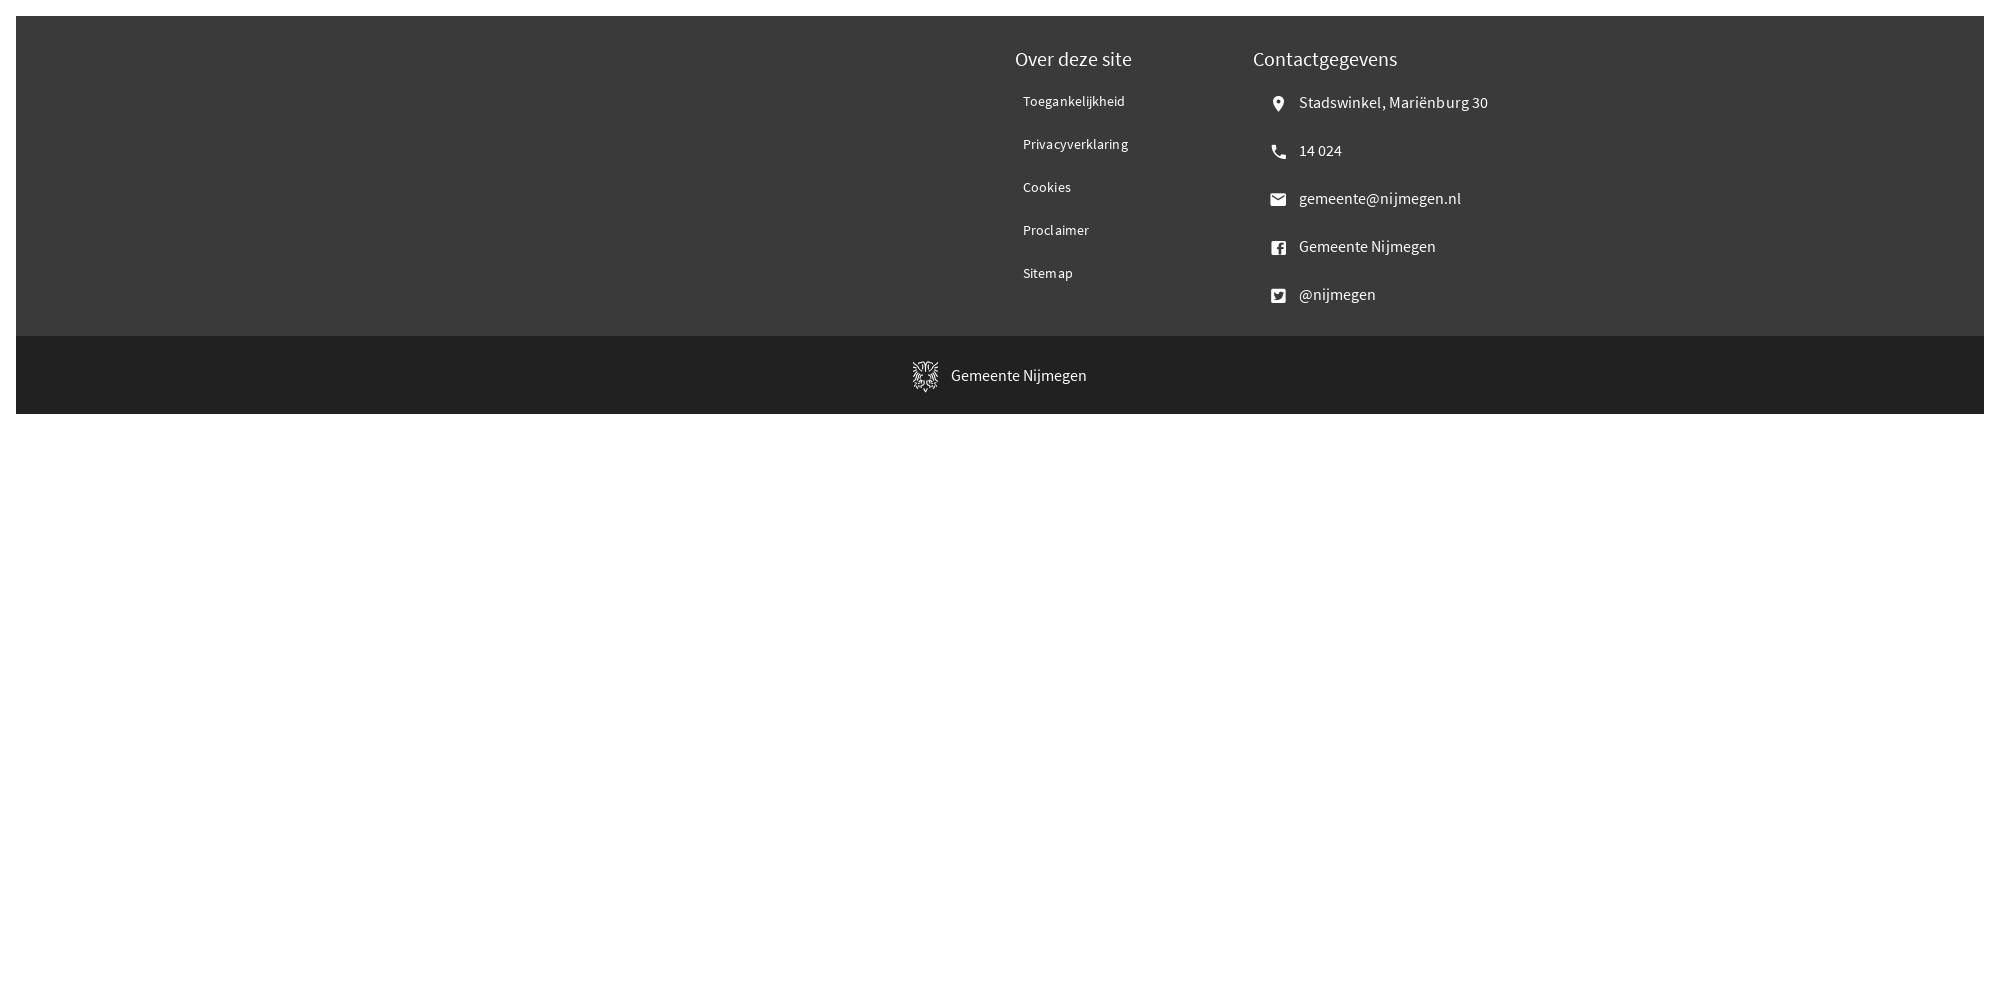 Over deze site
Toegankelijkheid
Privacyverklaring
Cookies
Proclaimer
Sitemap
Contactgegevens
Stadswinkel, Mariënburg 30
14 024
gemeente@nijmegen.nl
Gemeente Nijmegen
@nijmegen
Gemeente Nijmegen